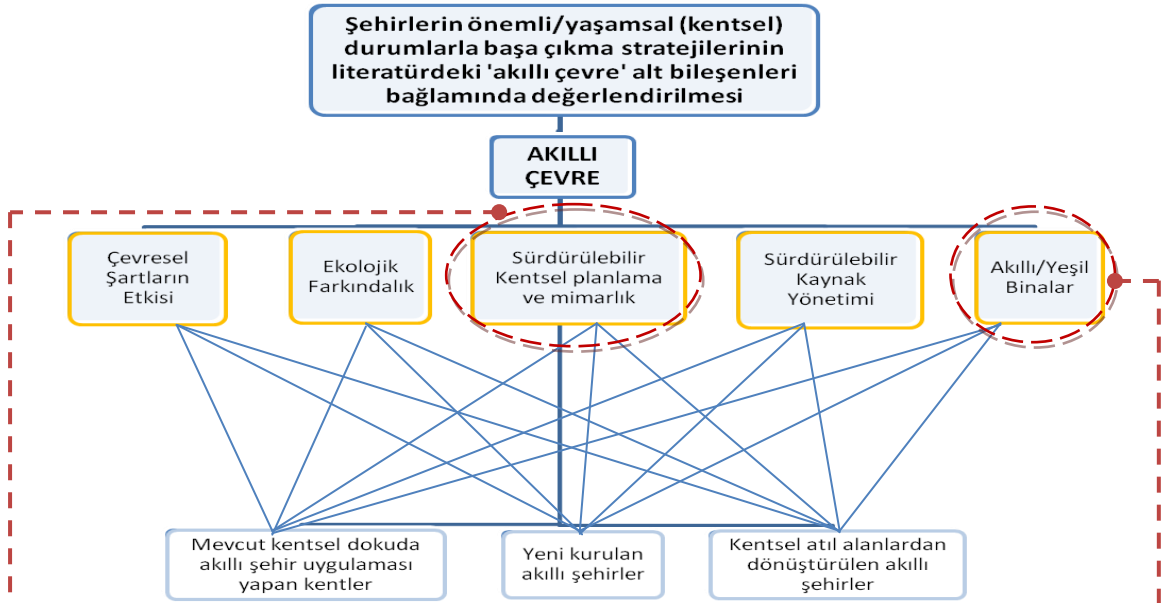 Şehirlerin önemli/yaşamsal (kentsel)
durumlarla başa çıkma stratejilerinin
literatürdeki 'akıllı çevre' alt bileşenleri
bağlamında değerlendirilmesi
AKILLI
ÇEVRE
Çevresel
Şartların
Etkisi
Ekolojik
Farkındalık
Sürdürülebilir
Kentsel planlama
ve mimarlık
Sürdürülebilir
Kaynak
Yönetimi
Akıllı/Yeşil
Binalar
Mevcut kentsel dokuda
akıllı şehir uygulaması
yapan kentler
Yeni kurulan
akıllı şehirler
Kentsel atıl alanlardan
dönüştürülen akıllı
şehirler